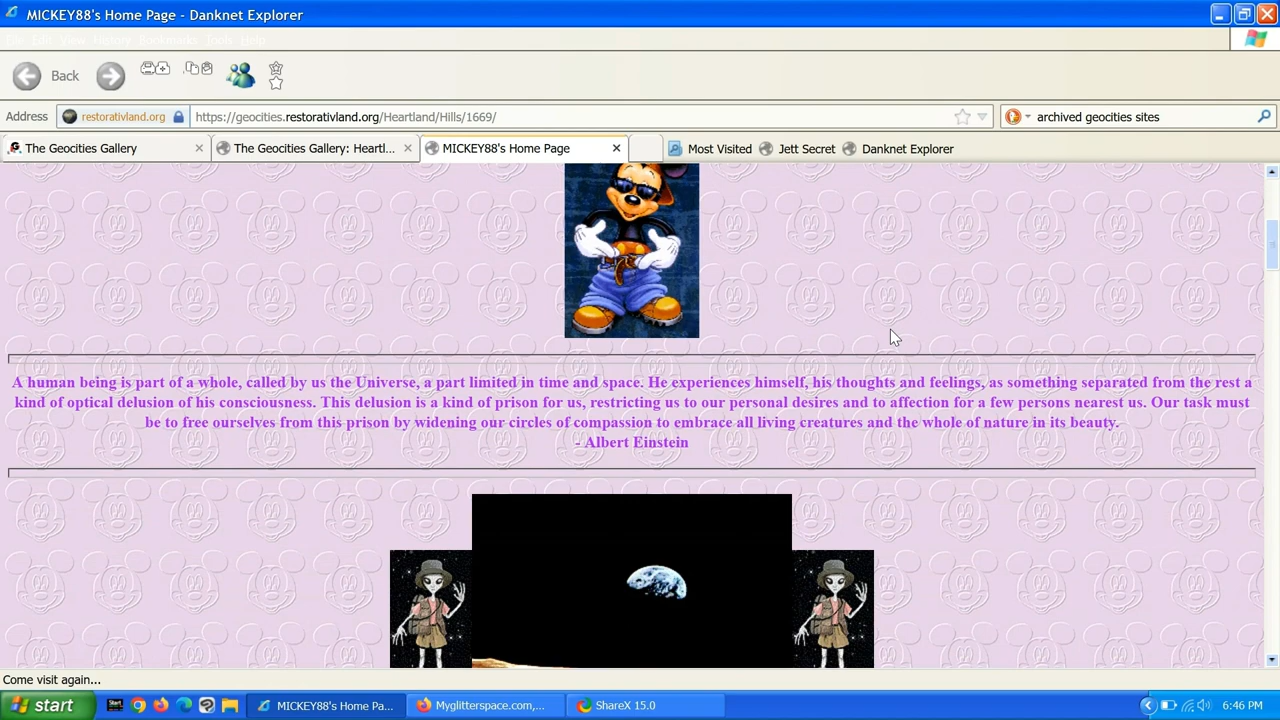 MICKEY88's Home Page - Danknet Explorer
File Edit View History Bookmarks Tools Help
Back
Address restorativland.org https://geocities.restorativland.org/Heartland/Hills/1669/ archived geocities sites
The Geocities Gallery The Geocities Gallery: Heartl... MICKEY88's Home Page Most Visited Jett Secret Danknet Explorer
A human being is part of a whole, called by us the Universe, a part limited in time and space. He experiences himself, his thoughts and feelings, as something separated from the rest a
kind of optical delusion of his consciousness. This delusion is a kind of prison for us, restricting us to our personal desires and to affection for a few persons nearest us. Our task must
be to free ourselves from this prison by widening our circles of compassion to embrace all living creatures and the whole of nature in its beauty.
- Albert Einstein
Come visit again...
start MICKEY88's Home Pa... Myglitterspace.com,... ShareX 15.0 6:46 PM